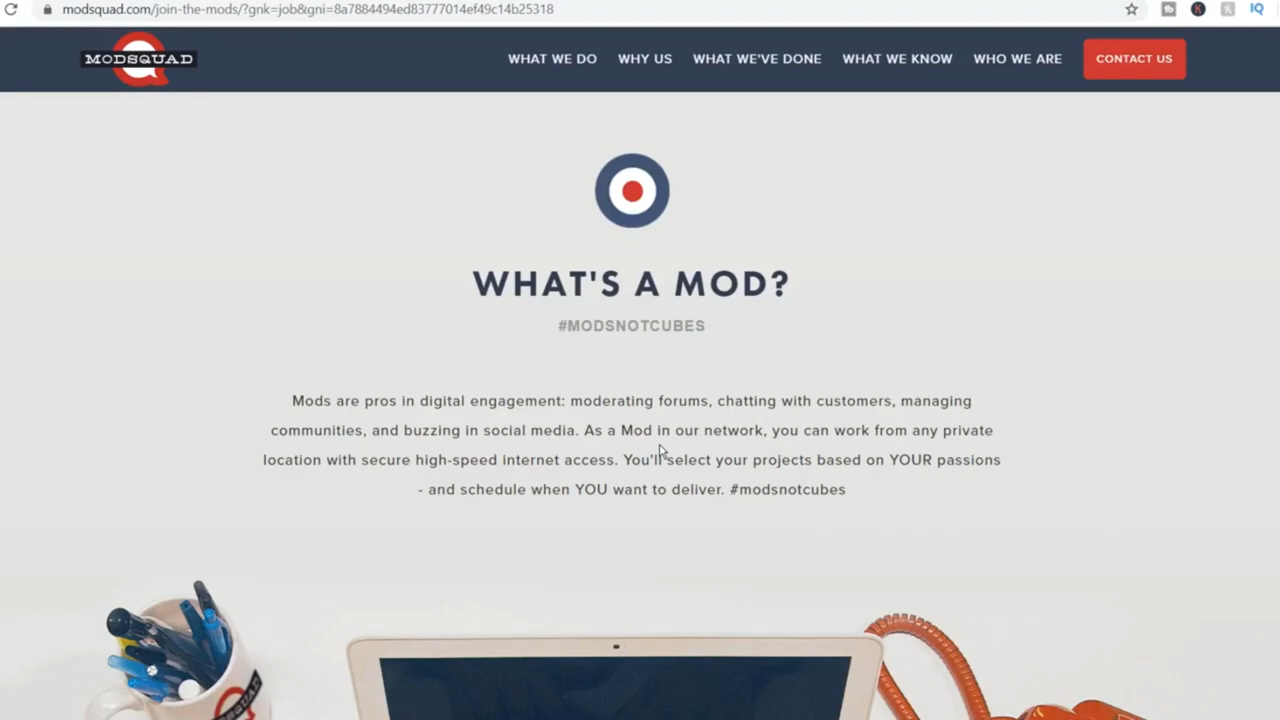 modsquad.com/join-the-mods/?gnk=job&gni=8a7884494ed83777014ef49c14b25318
MODSQUAD
WHAT WE DO WHY US WHAT WE'VE DONE WHAT WE KNOW WHO WE ARE CONTACT US
WHAT'S A MOD?
#MODSNOTCUBES
Mods are pros in digital engagement: moderating forums, chatting with customers, managing
communities, and buzzing in social media. As a Mod in our network, you can work from any private
location with secure high-speed internet access. You'll select your projects based on YOUR passions
- and schedule when YOU want to deliver. #modsnotcubes